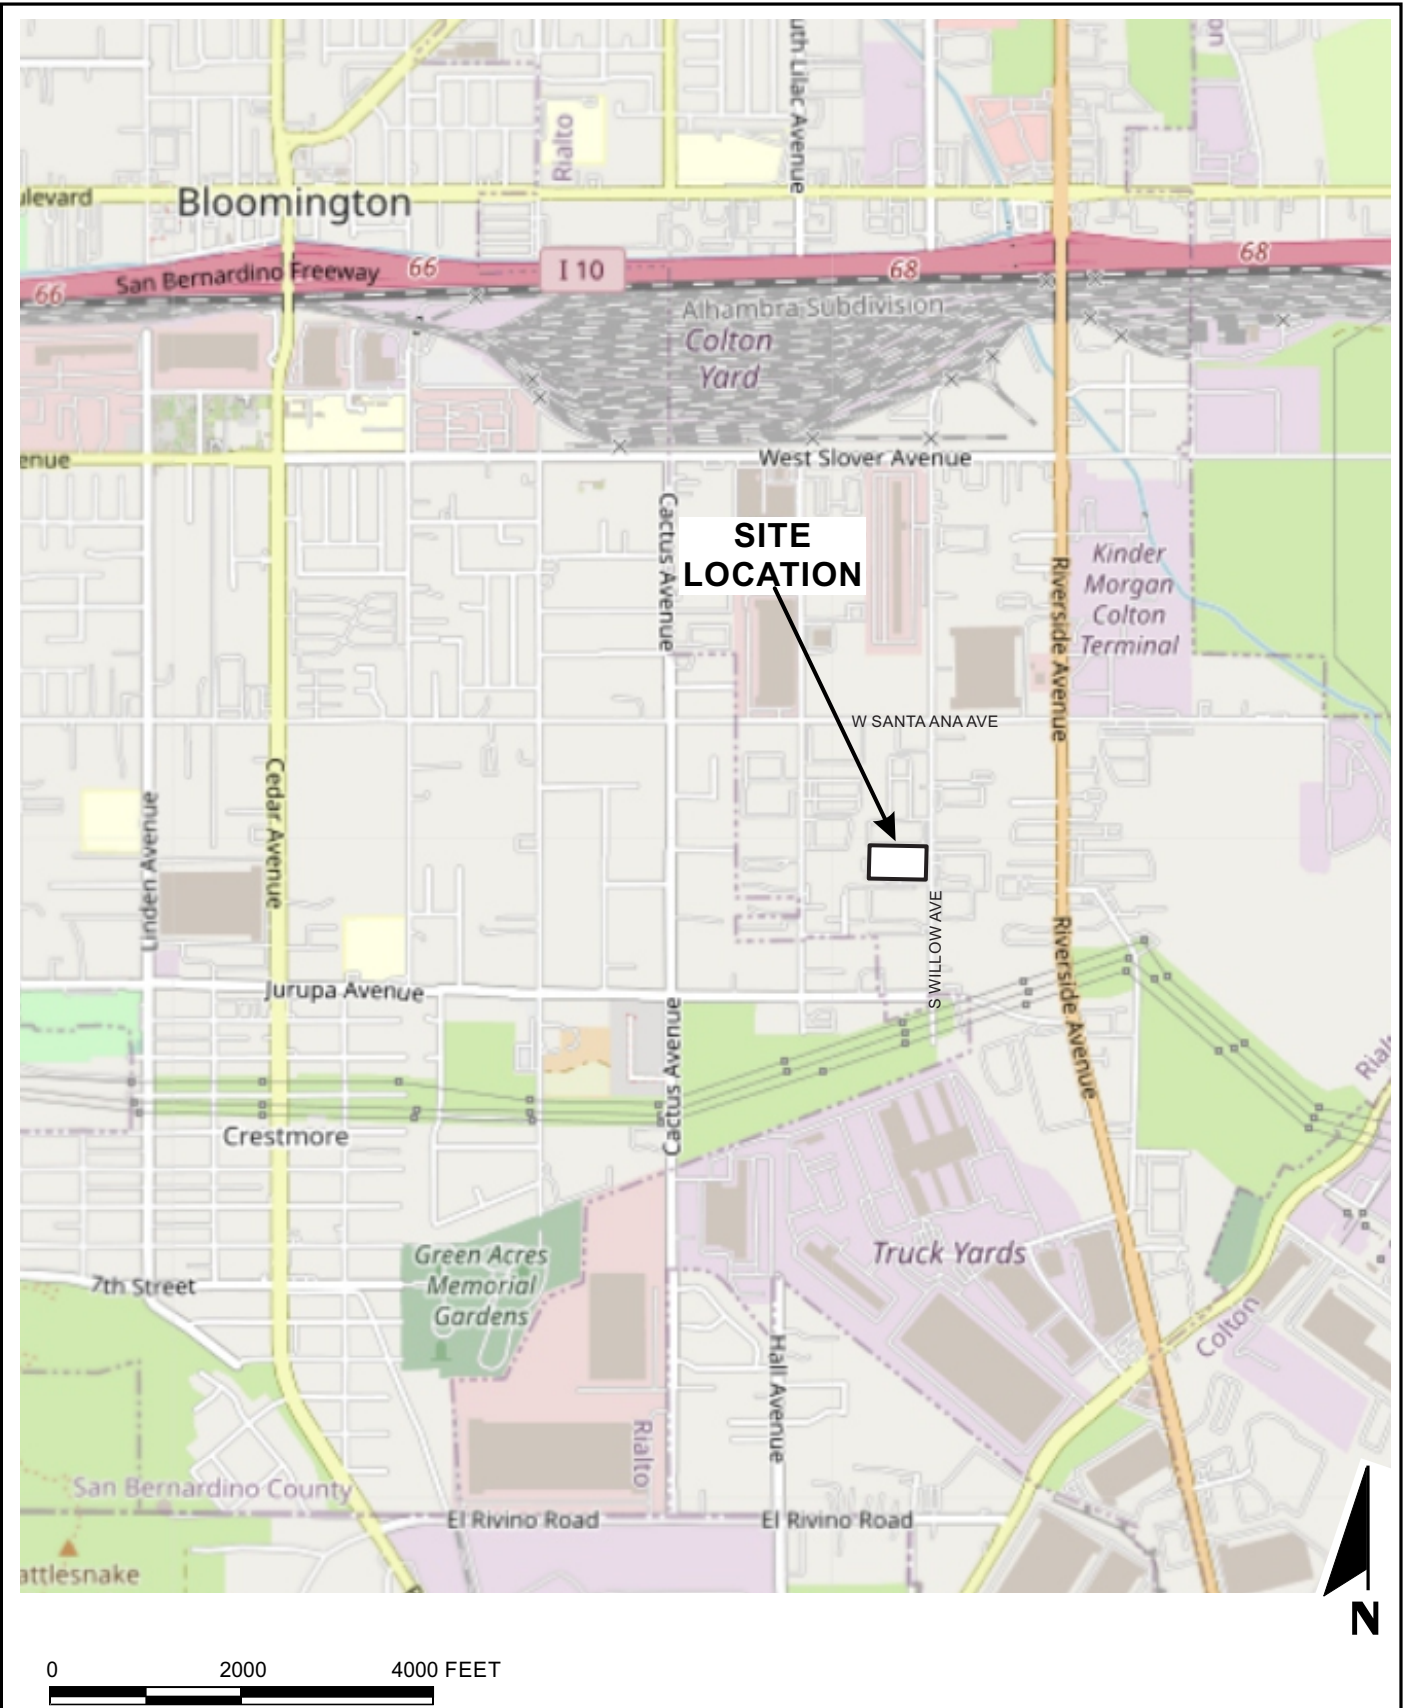 uth Lilac Avenue
on
Rialto
ulevard
Bloomington
San Bernardino Freeway
66
66
I 10
68
68
Alhambra Subdivision
Colton
Yard
enue
West Slover Avenue
Cactus Avenue
SITE
LOCATION
Riverside Avenue
Kinder
Morgan
Colton
Terminal
W SANTA ANA AVE
Cedar Avenue
Linden Avenue
S WILLOW AVE
Riverside Avenue
Jurupa Avenue
Cactus Avenue
Rial
Crestmore
Green Acres
Memorial
Gardens
Truck Yards
7th Street
Colton
Hall Avenue
Rialto
San Bernardino County
El Rivino Road
El Rivino Road
attlesnake
N
0 2000 4000 FEET